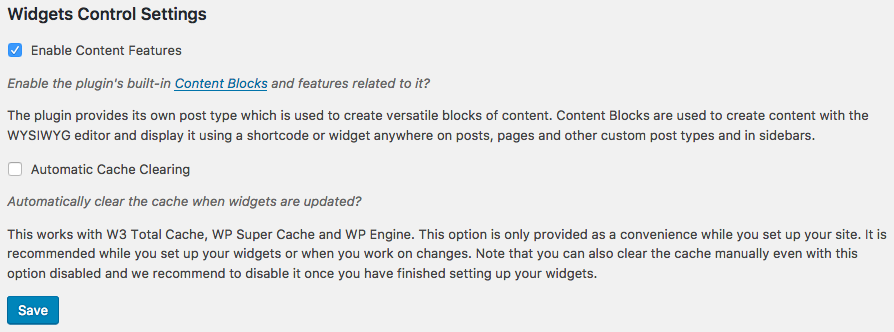 Widgets Control Settings
Enable Content Features
Enable the plugin's built-in Content Blocks and features related to it?
The plugin provides its own post type which is used to create versatile blocks of content. Content Blocks are used to create content with the
WYSIWYG editor and display it using a shortcode or widget anywhere on posts, pages and other custom post types and in sidebars.
Automatic Cache Clearing
Automatically clear the cache when widgets are updated?
This works with W3 Total Cache, WP Super Cache and WP Engine. This option is only provided as a convenience while you set up your site. It is
recommended while you set up your widgets or when you work on changes. Note that you can also clear the cache manually even with this
option disabled and we recommend to disable it once you have finished setting up your widgets.
Save